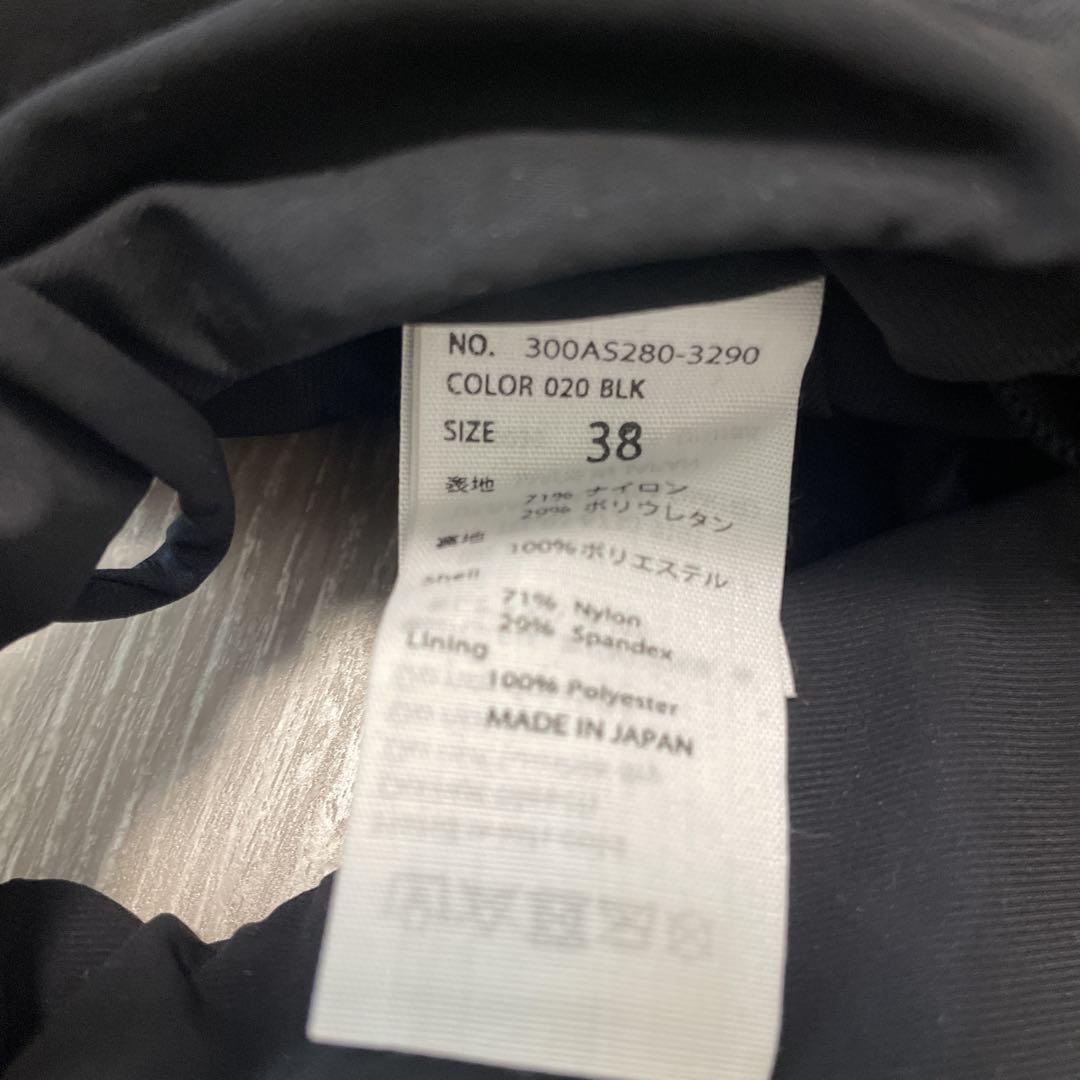 NO. 300AS280-3290
COLOR 020 BLK
SIZE 38
表地 71% ナイロン
29% ポリウレタン
裏地 100%ポリエステル
shell
71% Nylon
29% Spandex
Lining
100% Polyester
MADE IN JAPAN